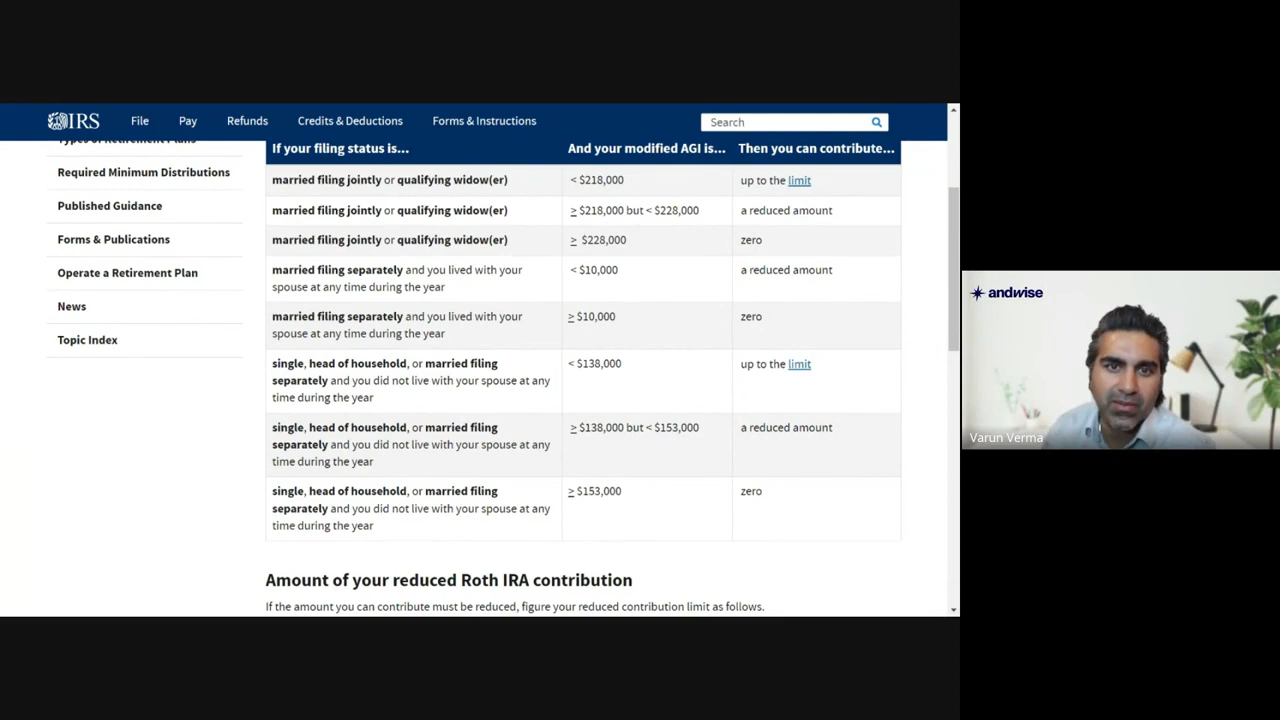 IRS File Pay Refunds Credits & Deductions Forms & Instructions Search
Required Minimum Distributions
Published Guidance
Forms & Publications
Operate a Retirement Plan
News
Topic Index
If your filing status is... And your modified AGI is... Then you can contribute...
married filing jointly or qualifying widow(er) < $218,000 up to the limit
married filing jointly or qualifying widow(er) ≥ $218,000 but < $228,000 a reduced amount
married filing jointly or qualifying widow(er) ≥ $228,000 zero
married filing separately and you lived with your < $10,000 a reduced amount
spouse at any time during the year
married filing separately and you lived with your ≥ $10,000 zero
spouse at any time during the year
single, head of household, or married filing < $138,000 up to the limit
separately and you did not live with your spouse at any
time during the year
single, head of household, or married filing ≥ $138,000 but < $153,000 a reduced amount
separately and you did not live with your spouse at any
time during the year
single, head of household, or married filing ≥ $153,000 zero
separately and you did not live with your spouse at any
time during the year
Amount of your reduced Roth IRA contribution
If the amount you can contribute must be reduced, figure your reduced contribution limit as follows.
andwise
Varun Verma